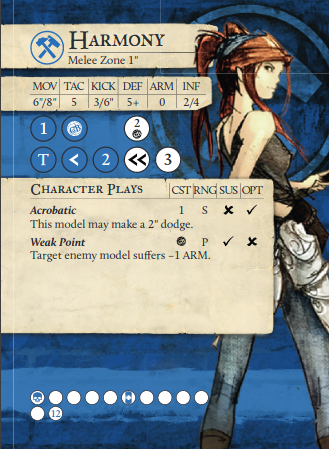 HARMONY
Melee Zone 1"
MOV TAC KICK DEF ARM INF
6"/8" 5 3/6" 5+ 0 2/4
1 2
T < 2 << 3
CHARACTER PLAYS CST RNG SUS OPT
Acrobatic 1 S ✘ ✓
This model may make a 2" dodge.
Weak Point P ✓ ✘
Target enemy model suffers −1 ARM.
12